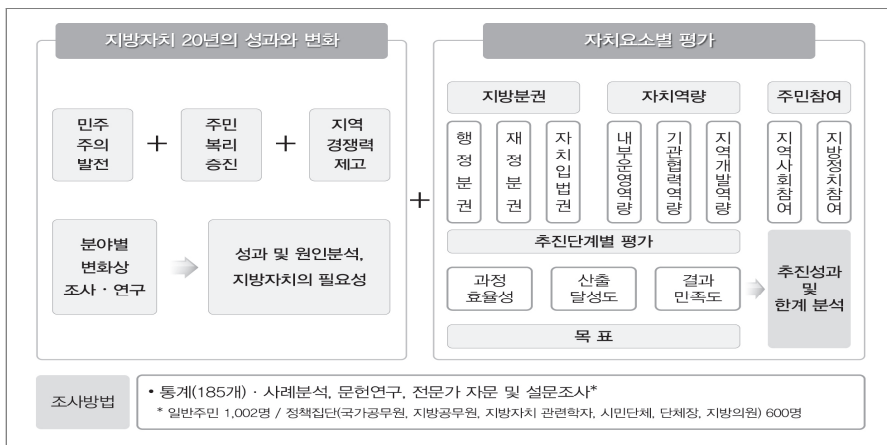 지방자치 20년의 성과와 변화
민주
주의
발전
+
주민
복리
증진
+
지역
경쟁력
제고
분야별
변화상
조사 · 연구
성과 및 원인분석,
지방자치의 필요성
+
자치요소별 평가
지방분권
행정분권
재정분권
자치입법권
자치역량
내부운영역량
기관협력역량
지역개발역량
주민참여
지역사회참여
지방정치참여
추진단계별 평가
과정
효율성
산출
달성도
결과
민족도
목 표
추진성과
및
한계 분석
조사방법
• 통계(185개) · 사례분석, 문헌연구, 전문가 자문 및 설문조사*
* 일반주민 1,002명 / 정책집단(국가공무원, 지방공무원, 지방자치 관련학자, 시민단체, 단체장, 지방의원) 600명